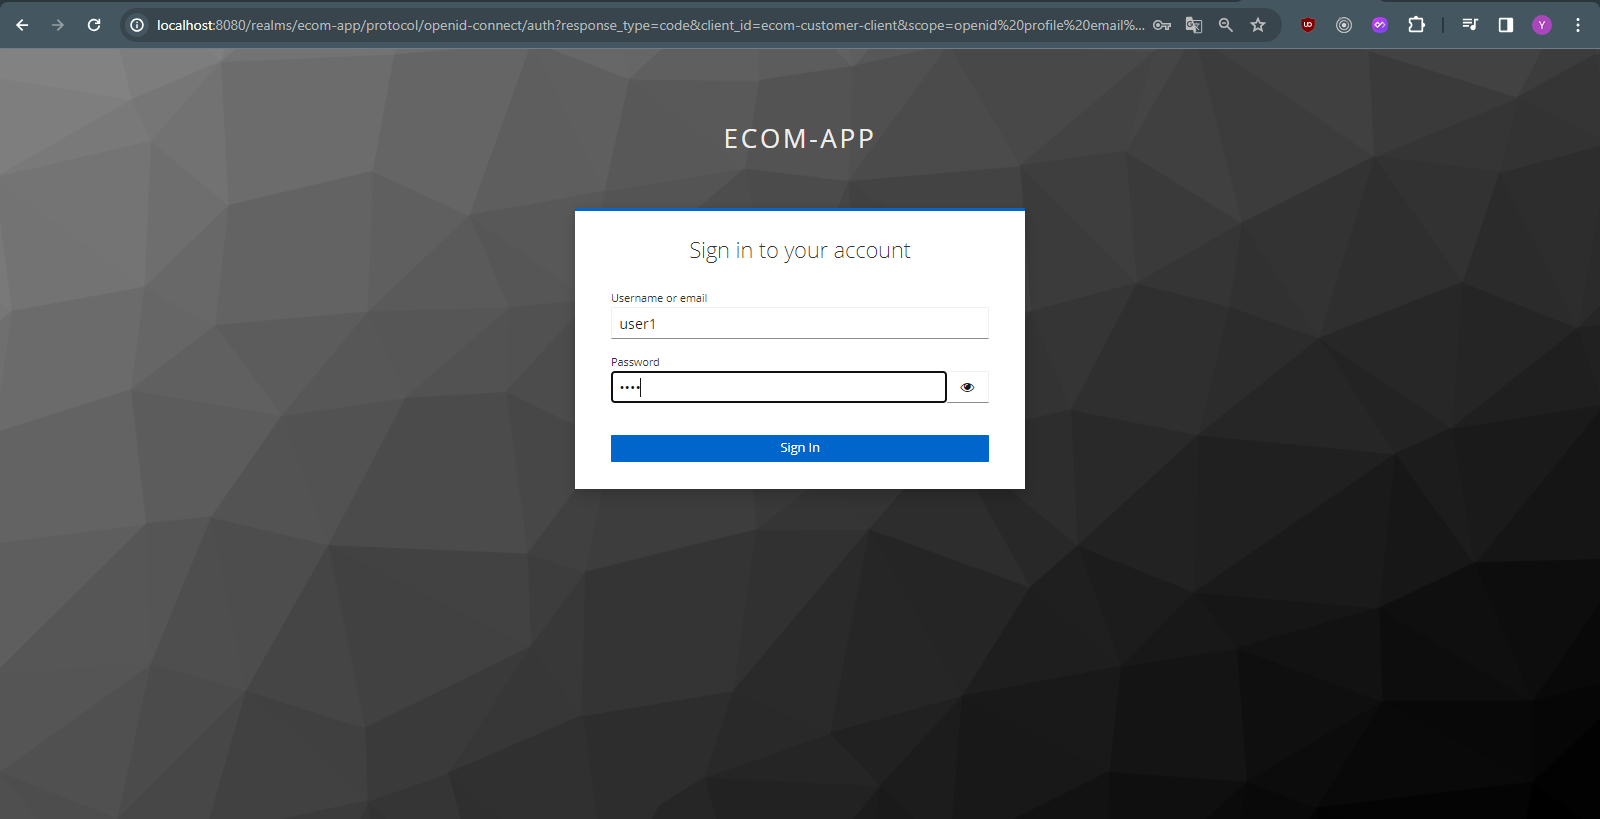 localhost:8080/realms/ecom-app/protocol/openid-connect/auth?response_type=code&client_id=ecom-customer-client&scope=openid%20profile%20email%...
UD
Y
ECOM-APP
Sign in to your account
Username or email
user1
Password
••••
Sign In